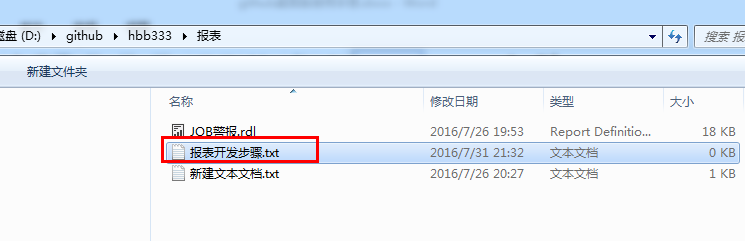 磁盘 (D:) ▸ github ▸ hbb333 ▸ 报表
搜索 报
新建文件夹
名称 修改日期 类型 大小
JOB警报.rdl 2016/7/26 19:53 Report Definitio... 18 KB
报表开发步骤.txt 2016/7/31 21:32 文本文档 0 KB
新建文本文档.txt 2016/7/26 20:27 文本文档 1 KB